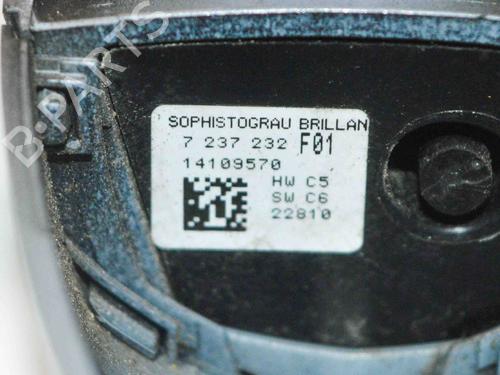 SOPHISTOGRAU BRILLAN
7 237 232 F01
14109570
HW C5
SW C6
22810
B-PARTS